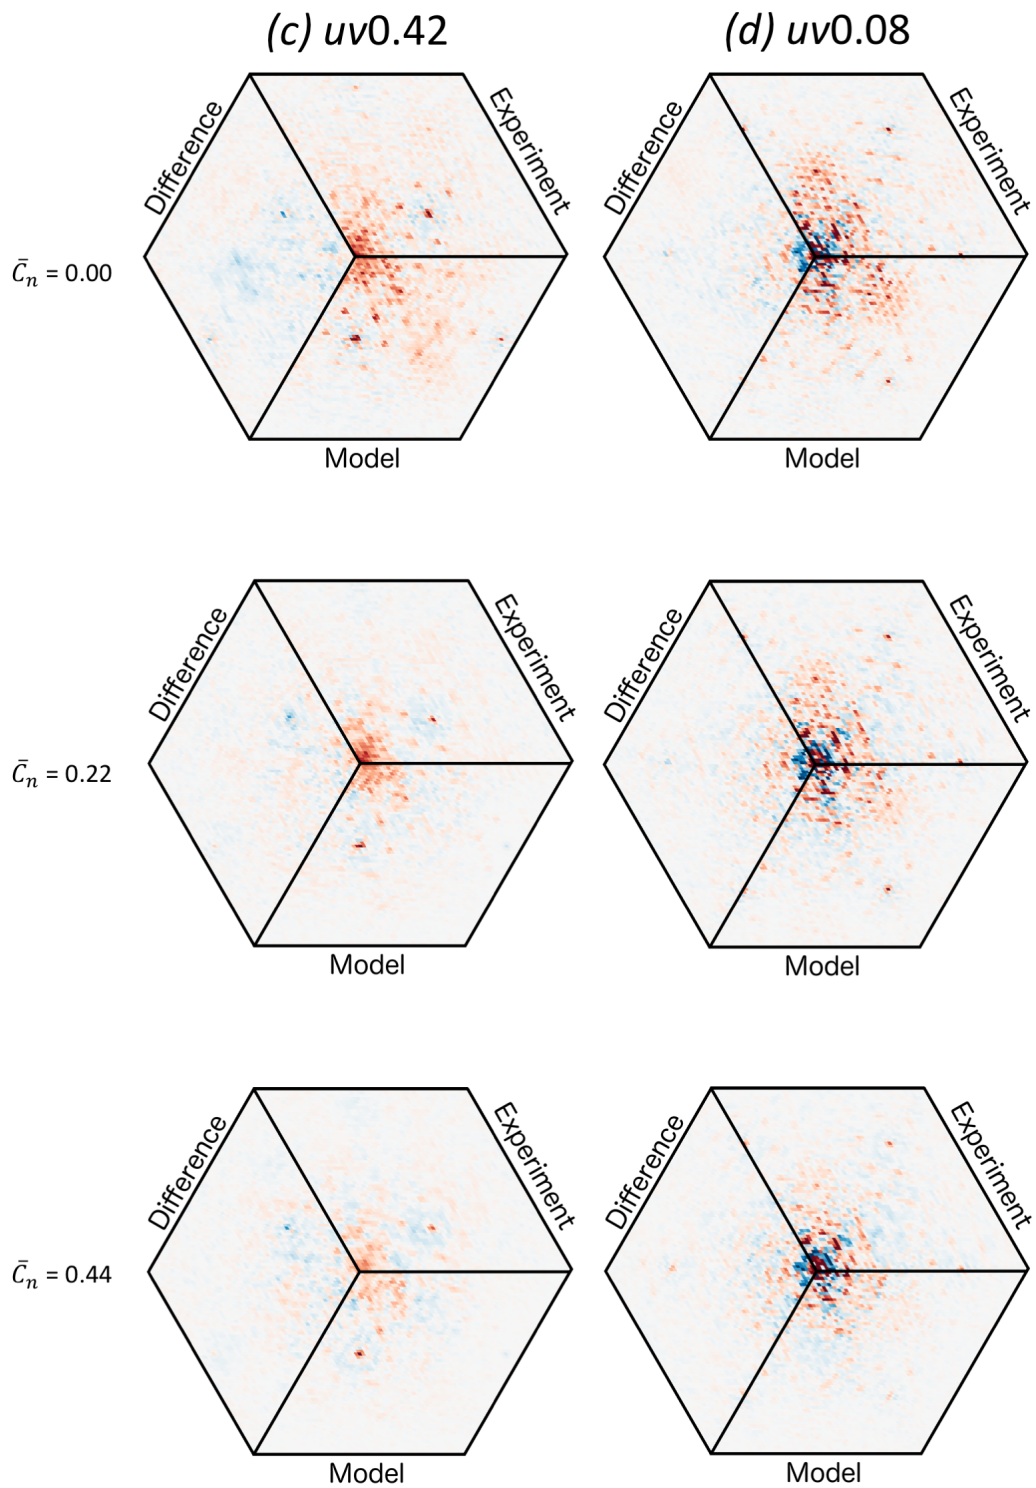 (c) uv0.42
(d) uv0.08
Difference
Experiment
Difference
Experiment
C̄n = 0.00
Model
Model
Difference
Experiment
Difference
Experiment
C̄n = 0.22
Model
Model
Difference
Experiment
Difference
Experiment
C̄n = 0.44
Model
Model